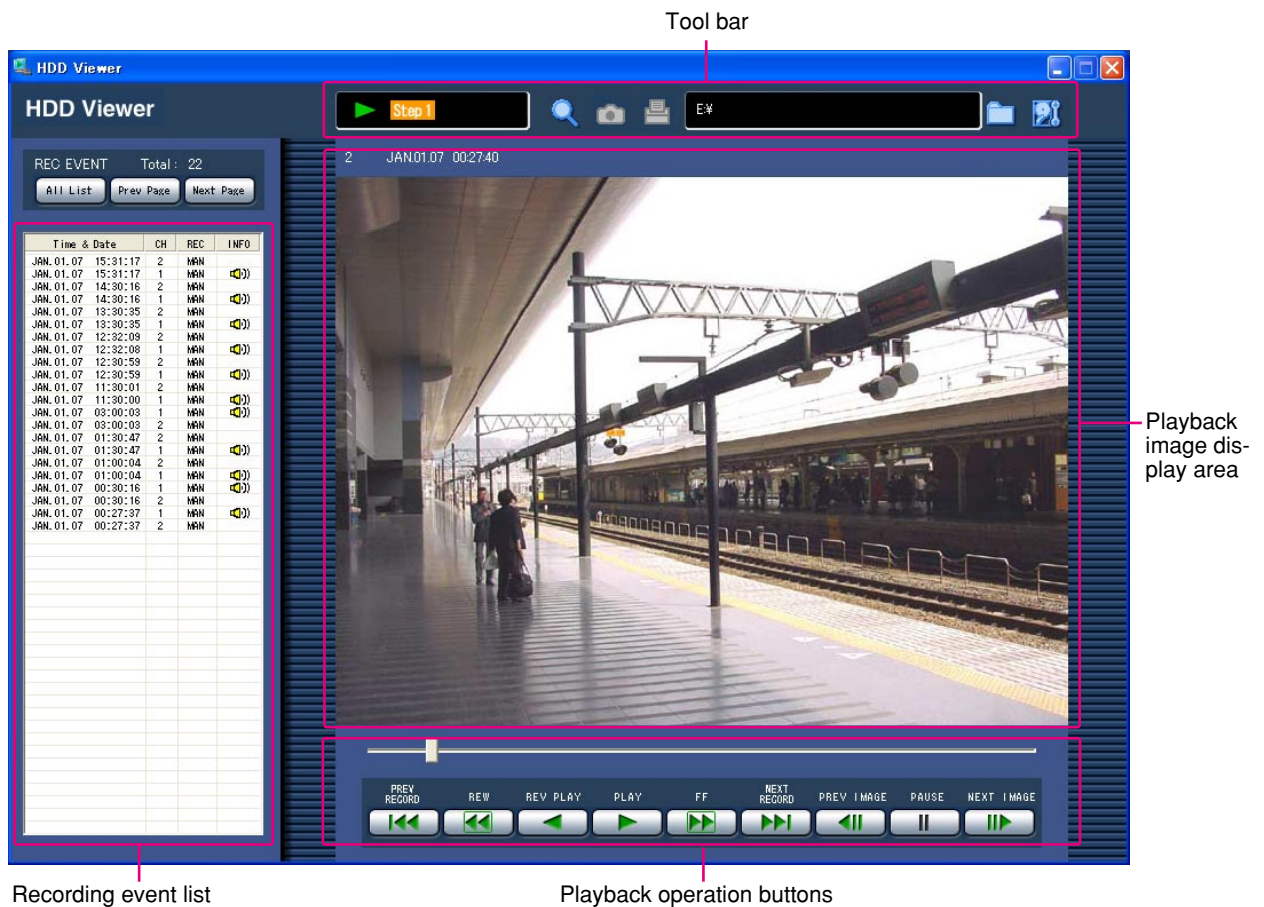 Tool bar
HDD Viewer
HDD Viewer
Step 1
E:¥
REC EVENT Total : 22
All List Prev Page Next Page
2 JAN.01.07 00:27:40
Time & Date CH REC INFO
JAN.01.07 15:31:17 2 MAN
JAN.01.07 15:31:17 1 MAN
JAN.01.07 14:30:16 2 MAN
JAN.01.07 14:30:16 1 MAN
JAN.01.07 13:30:35 2 MAN
JAN.01.07 13:30:35 1 MAN
JAN.01.07 12:32:09 2 MAN
JAN.01.07 12:32:08 1 MAN
JAN.01.07 12:30:59 2 MAN
JAN.01.07 12:30:59 1 MAN
JAN.01.07 11:30:01 2 MAN
JAN.01.07 11:30:00 1 MAN
JAN.01.07 03:00:03 1 MAN
JAN.01.07 03:00:03 2 MAN
JAN.01.07 01:30:47 2 MAN
JAN.01.07 01:30:47 1 MAN
JAN.01.07 01:00:04 2 MAN
JAN.01.07 01:00:04 1 MAN
JAN.01.07 00:30:16 1 MAN
JAN.01.07 00:30:16 2 MAN
JAN.01.07 00:27:37 1 MAN
JAN.01.07 00:27:37 2 MAN
Playback
image dis-
play area
PREV RECORD REW REV PLAY PLAY FF NEXT RECORD PREV IMAGE PAUSE NEXT IMAGE
Recording event list
Playback operation buttons